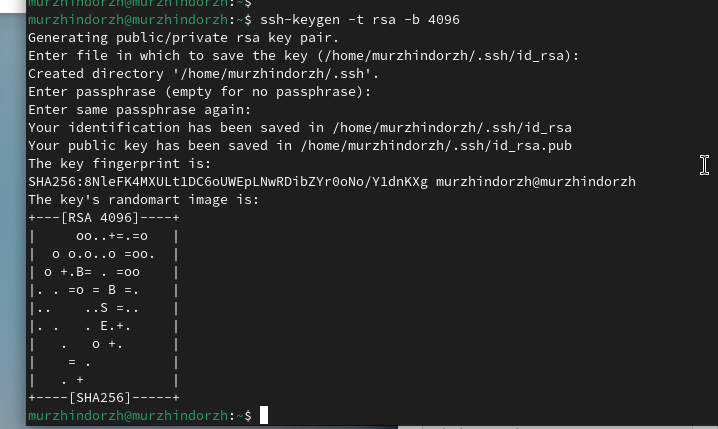 murzhindorzh@murzhindorzh:~$
murzhindorzh@murzhindorzh:~$ ssh-keygen -t rsa -b 4096
Generating public/private rsa key pair.
Enter file in which to save the key (/home/murzhindorzh/.ssh/id_rsa):
Created directory '/home/murzhindorzh/.ssh'.
Enter passphrase (empty for no passphrase):
Enter same passphrase again:
Your identification has been saved in /home/murzhindorzh/.ssh/id_rsa
Your public key has been saved in /home/murzhindorzh/.ssh/id_rsa.pub
The key fingerprint is:
SHA256:8NleFK4MXULt1DC6oUWEpLNwRDibZYr0oNo/Y1dnKXg murzhindorzh@murzhindorzh
The key's randomart image is:
+---[RSA 4096]----+
|     oo..+=.=o   |
|  o o.o..o =oo.  |
| o +.B= . =oo    |
|. . =o = B =.    |
|..    ..S =..    |
|. .   . E.+.     |
|   .   o +.      |
|    = .          |
|   . +           |
+----[SHA256]-----+
murzhindorzh@murzhindorzh:~$